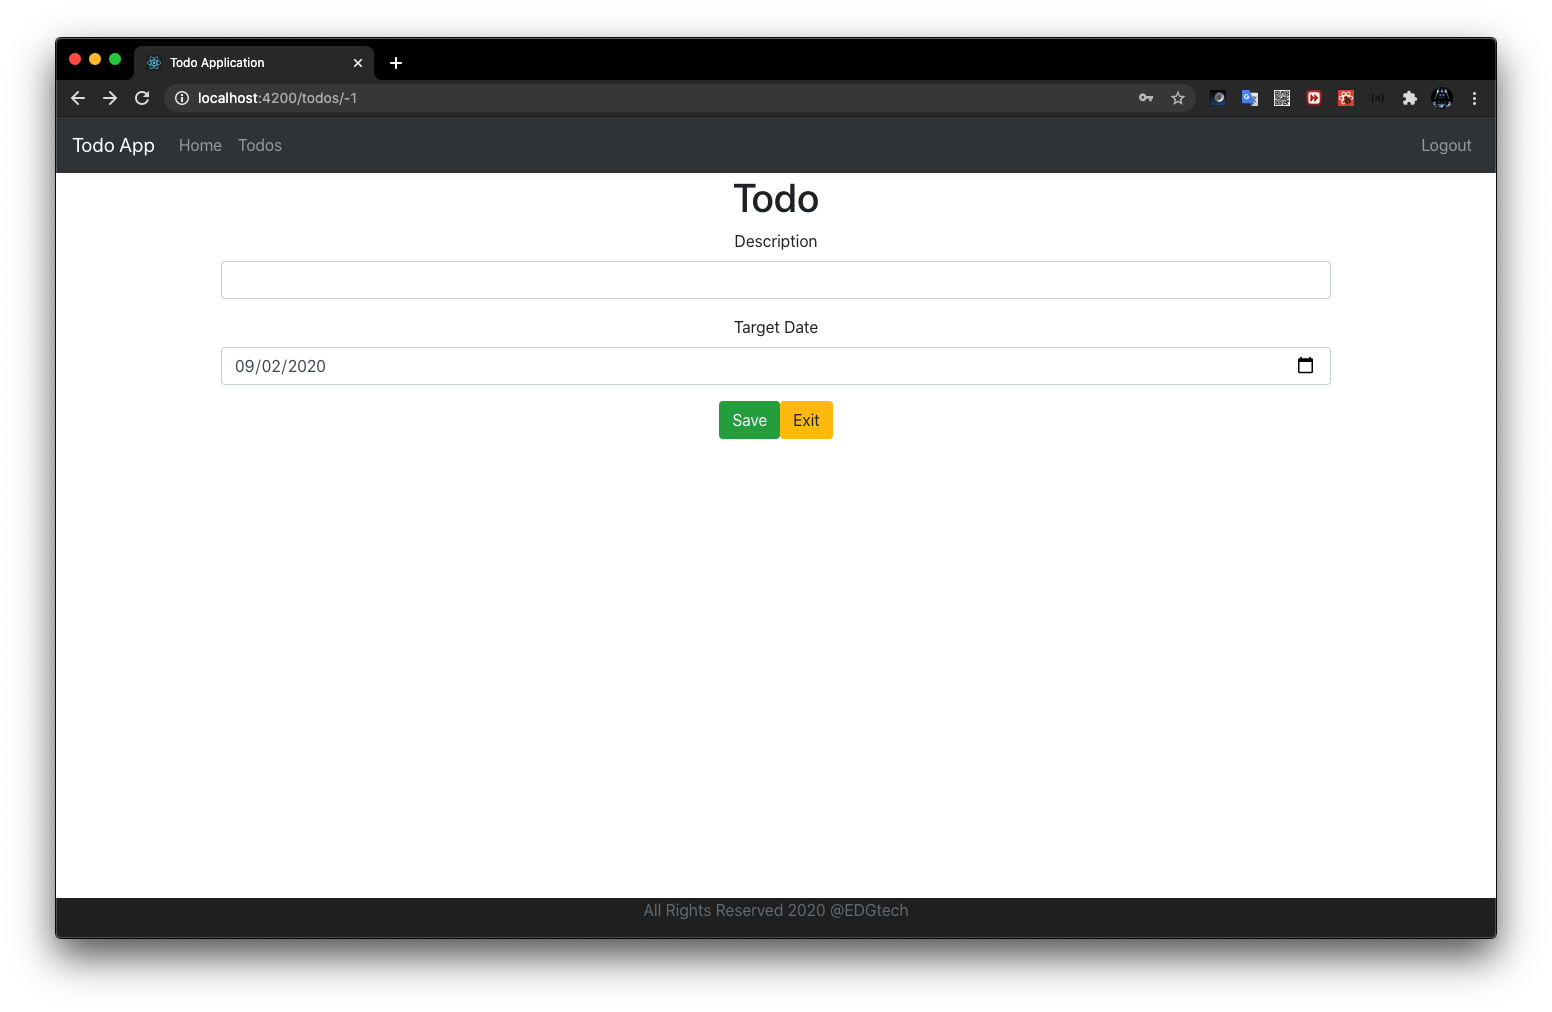 Todo Application
localhost:4200/todos/-1
Todo App Home Todos Logout
Todo
Description
Target Date
09/02/2020
Save Exit
All Rights Reserved 2020 @EDGtech